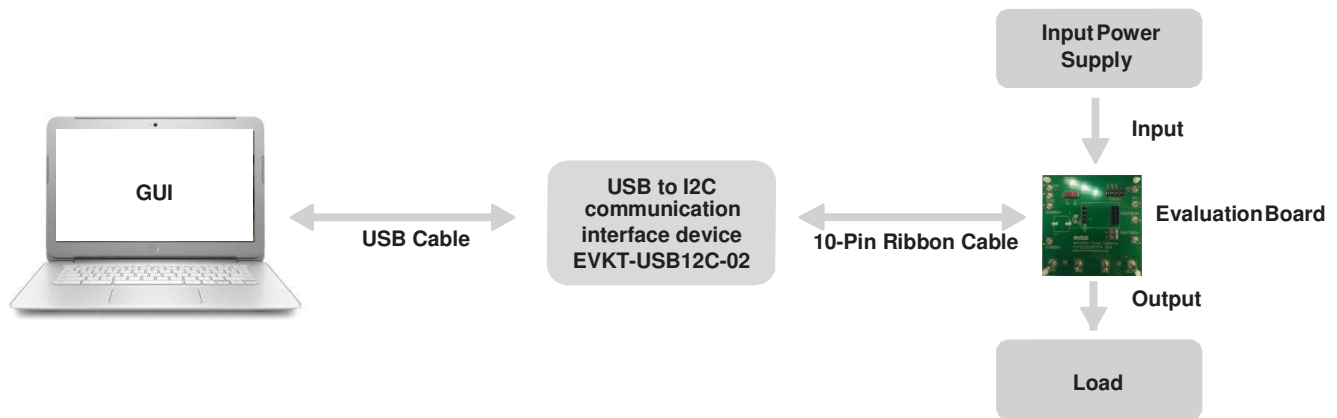 Input Power
Supply
Input
GUI
USB to I2C
communication
interface device
EVKT-USB12C-02
USB Cable
10-Pin Ribbon Cable
Evaluation Board
Output
Load